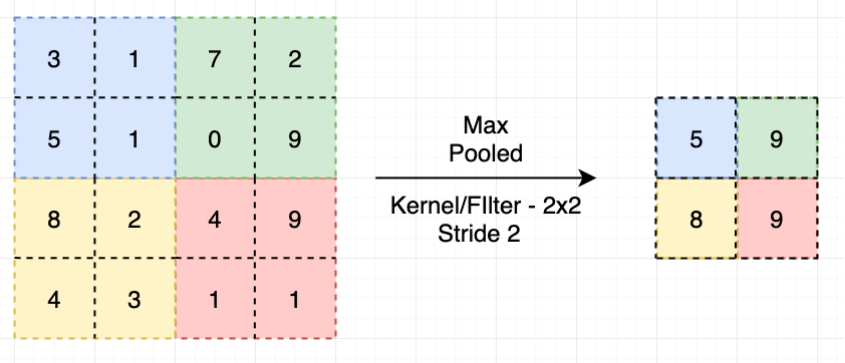 3 1 7 2
5 1 0 9
8 2 4 9
4 3 1 1
Max
Pooled
Kernel/FIlter - 2x2
Stride 2
5 9
8 9